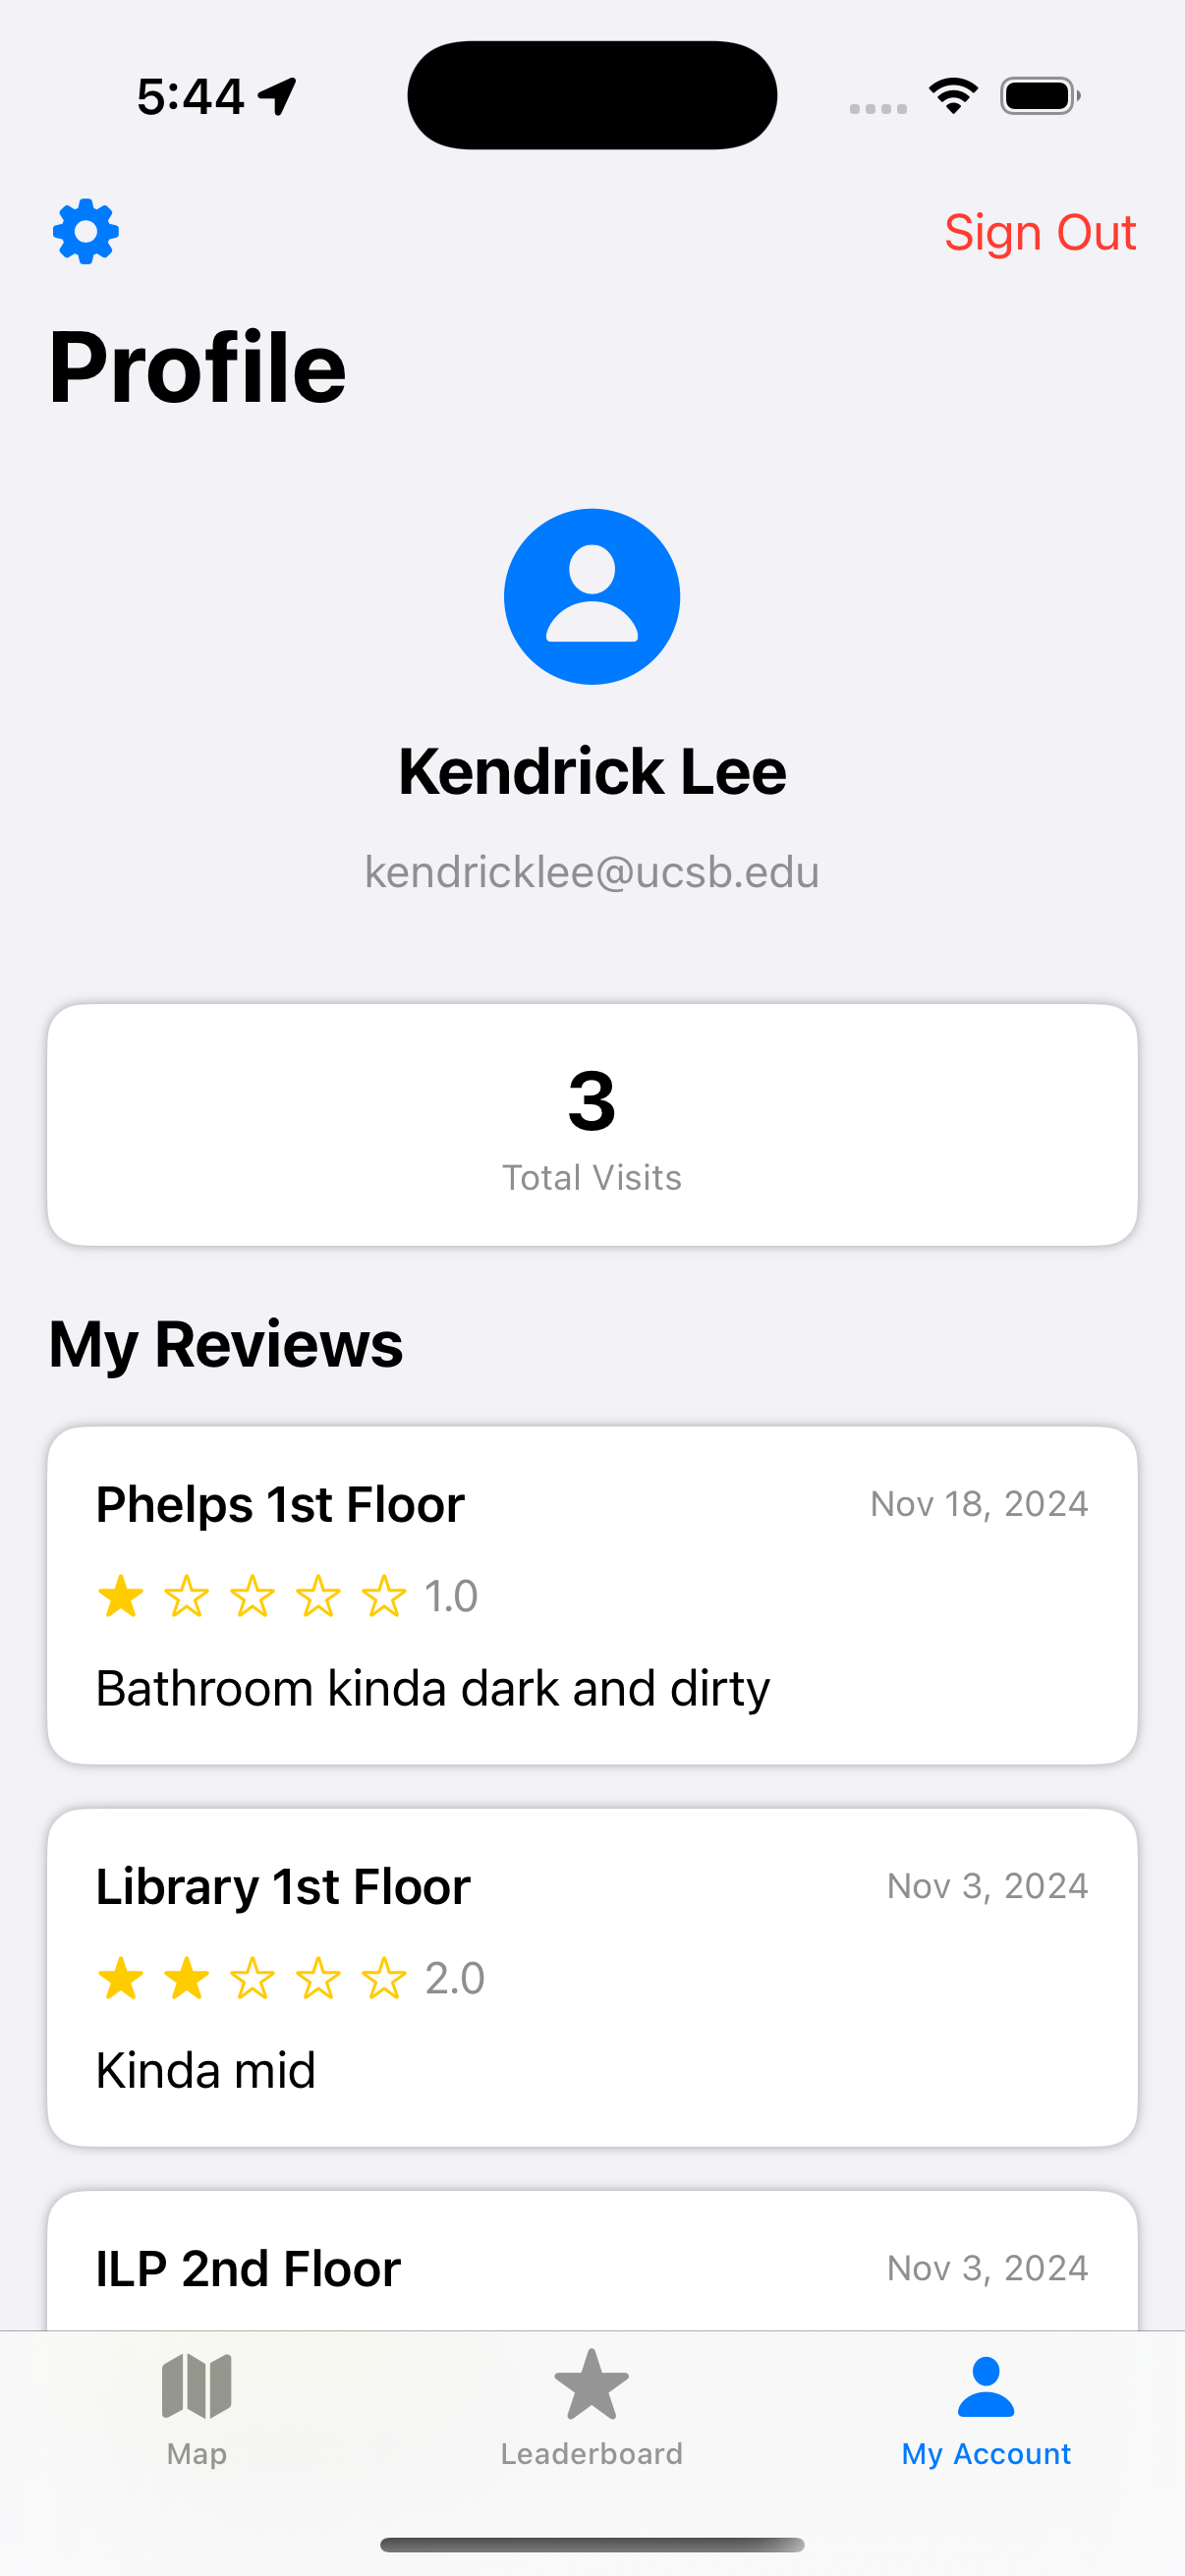 5:44
Sign Out
Profile
Kendrick Lee
kendricklee@ucsb.edu
3
Total Visits
My Reviews
Phelps 1st Floor
Nov 18, 2024
1.0
Bathroom kinda dark and dirty
Library 1st Floor
Nov 3, 2024
2.0
Kinda mid
ILP 2nd Floor
Nov 3, 2024
Map
Leaderboard
My Account